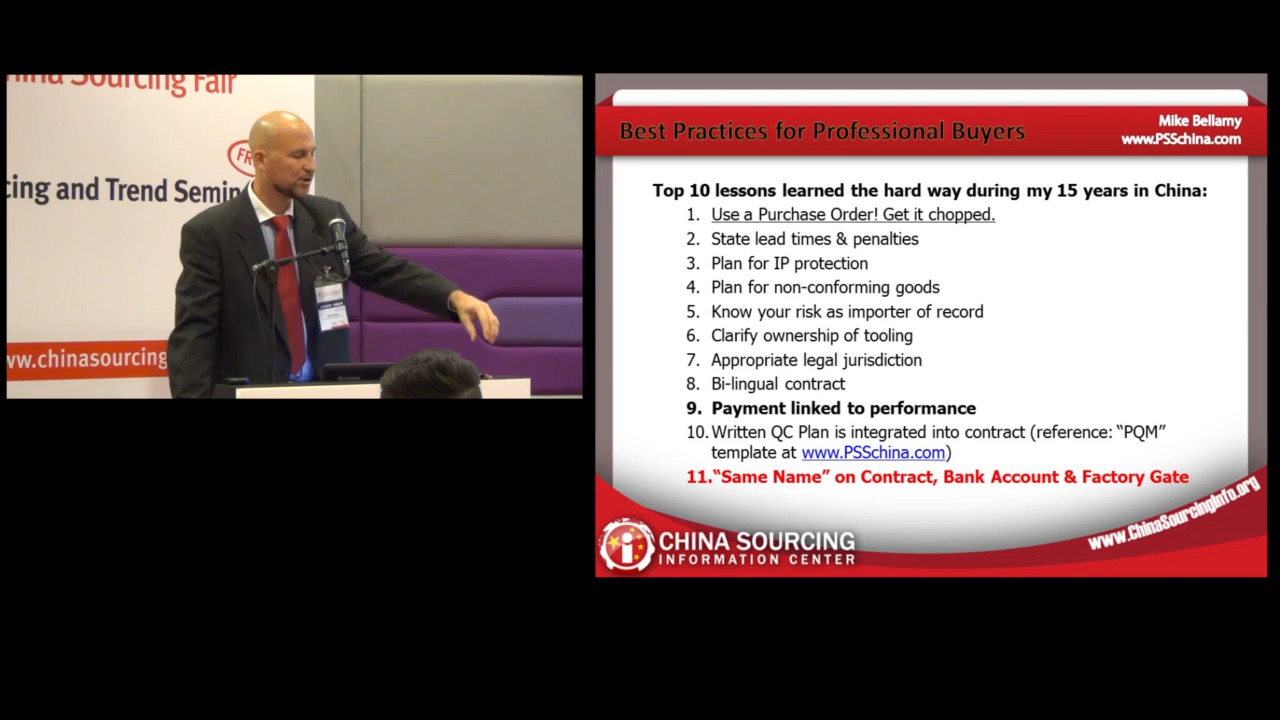 China Sourcing Fair
FR
cing and Trend Semin
ww.chinasourcing
Best Practices for Professional Buyers
Mike Bellamy
www.PSSchina.com
Top 10 lessons learned the hard way during my 15 years in China:
1. Use a Purchase Order! Get it chopped.
2. State lead times & penalties
3. Plan for IP protection
4. Plan for non-conforming goods
5. Know your risk as importer of record
6. Clarify ownership of tooling
7. Appropriate legal jurisdiction
8. Bi-lingual contract
9. Payment linked to performance
10. Written QC Plan is integrated into contract (reference: “PQM”
template at www.PSSchina.com)
11. “Same Name” on Contract, Bank Account & Factory Gate
www.ChinaSourcingInfo.org
CHINA SOURCING
INFORMATION CENTER